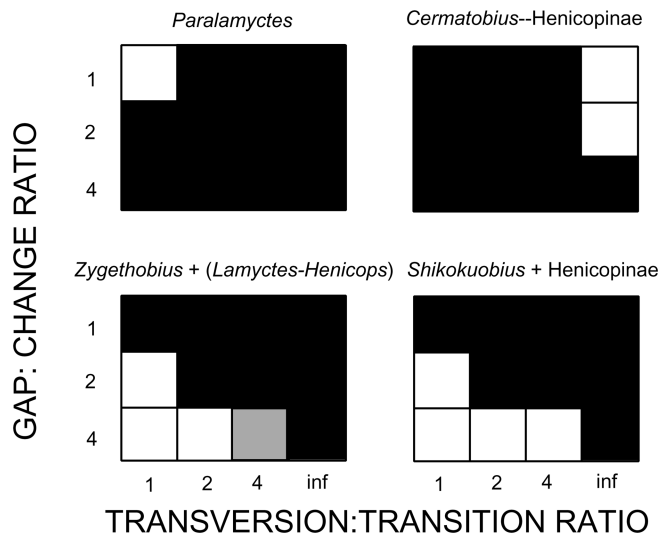 Paralamyctes
Cermatobius--Henicopinae
1
2
4
Zygethobius + (Lamyctes-Henicops)
Shikokuobius + Henicopinae
1
2
4
1 2 4 inf
1 2 4 inf
GAP: CHANGE RATIO
TRANSVERSION:TRANSITION RATIO